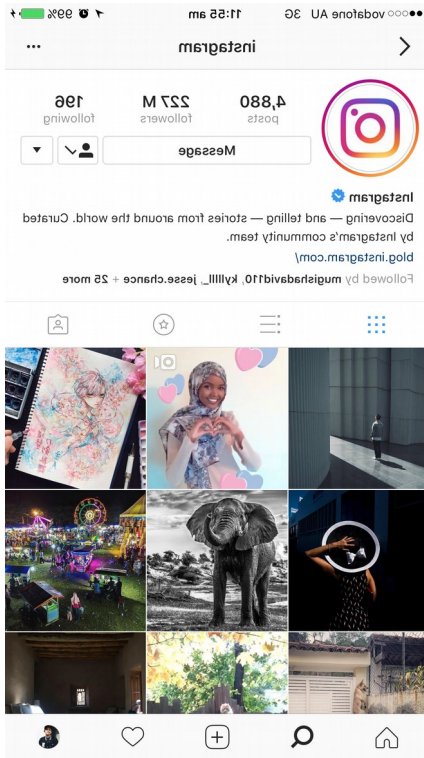 vodafone AU 3G 11:55 am 99%
instagram
4,880 227 M 196
posts followers following
Message
Instagram
Discovering — and telling — stories from around the world. Curated
by Instagram's community team.
blog.instagram.com/
Followed by mugishadavid110, kylllll_, jesse.chance + 25 more